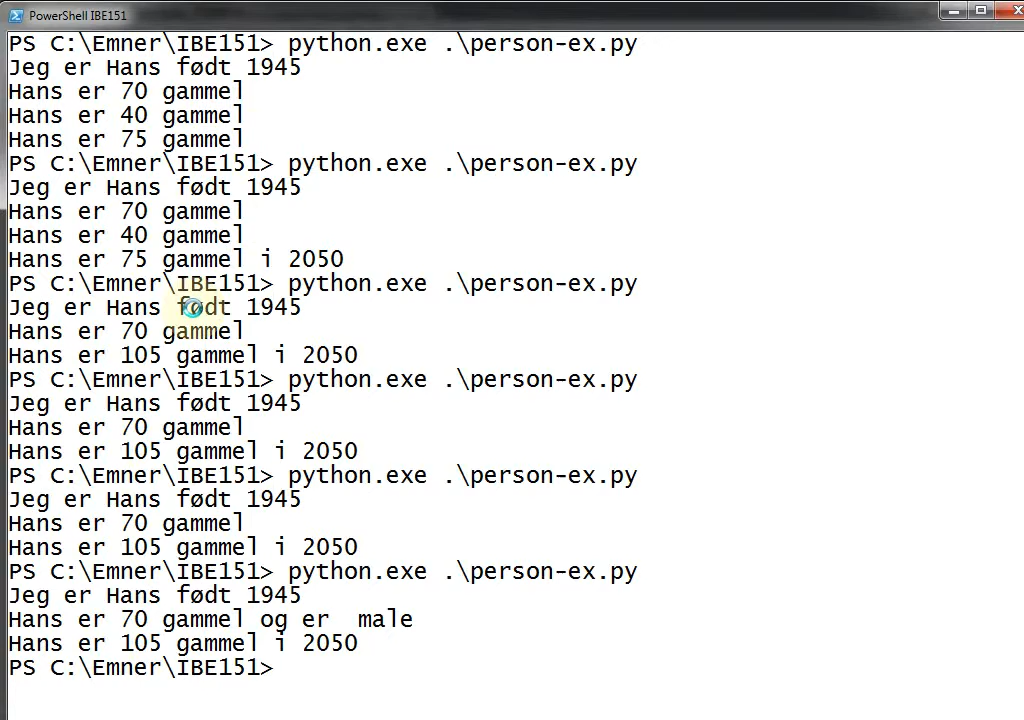 PowerShell IBE151
PS C:\Emner\IBE151> python.exe .\person-ex.py
Jeg er Hans født 1945
Hans er 70 gammel
Hans er 40 gammel
Hans er 75 gammel
PS C:\Emner\IBE151> python.exe .\person-ex.py
Jeg er Hans født 1945
Hans er 70 gammel
Hans er 40 gammel
Hans er 75 gammel i 2050
PS C:\Emner\IBE151> python.exe .\person-ex.py
Jeg er Hans født 1945
Hans er 70 gammel
Hans er 105 gammel i 2050
PS C:\Emner\IBE151> python.exe .\person-ex.py
Jeg er Hans født 1945
Hans er 70 gammel
Hans er 105 gammel i 2050
PS C:\Emner\IBE151> python.exe .\person-ex.py
Jeg er Hans født 1945
Hans er 70 gammel
Hans er 105 gammel i 2050
PS C:\Emner\IBE151> python.exe .\person-ex.py
Jeg er Hans født 1945
Hans er 70 gammel og er  male
Hans er 105 gammel i 2050
PS C:\Emner\IBE151>